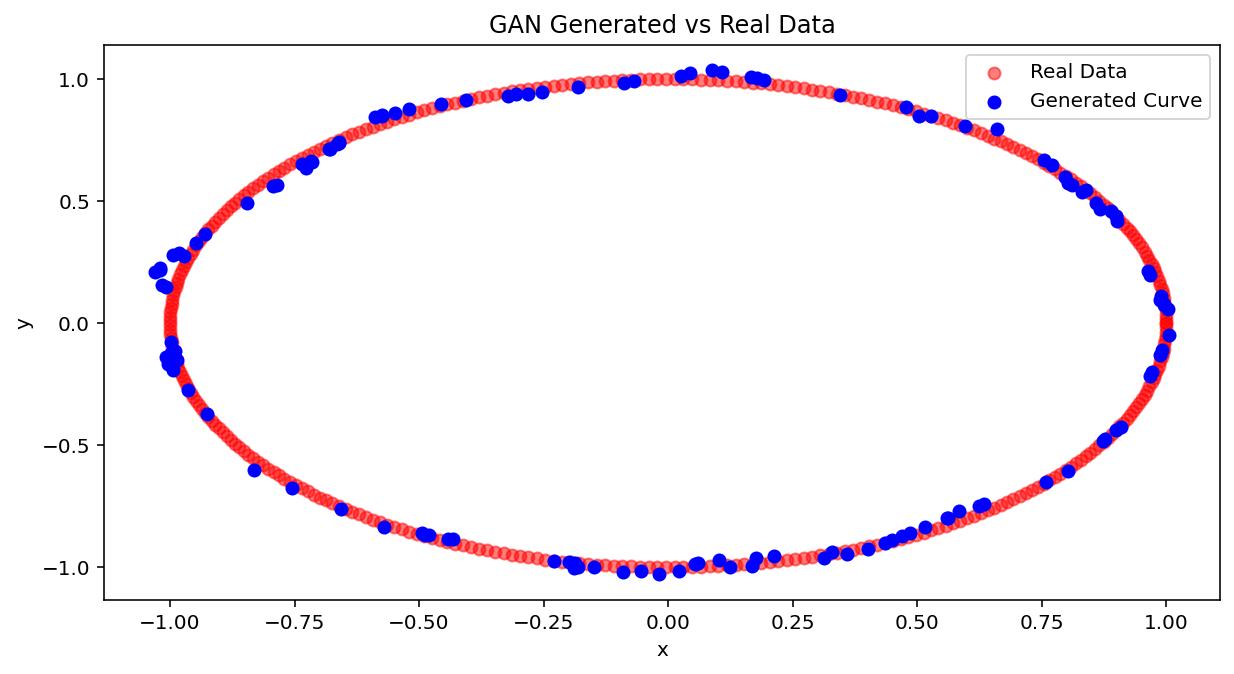 GAN Generated vs Real Data
Real Data
Generated Curve
1.0
0.5
0.0
−0.5
−1.0
y
−1.00 −0.75 −0.50 −0.25 0.00 0.25 0.50 0.75 1.00
x